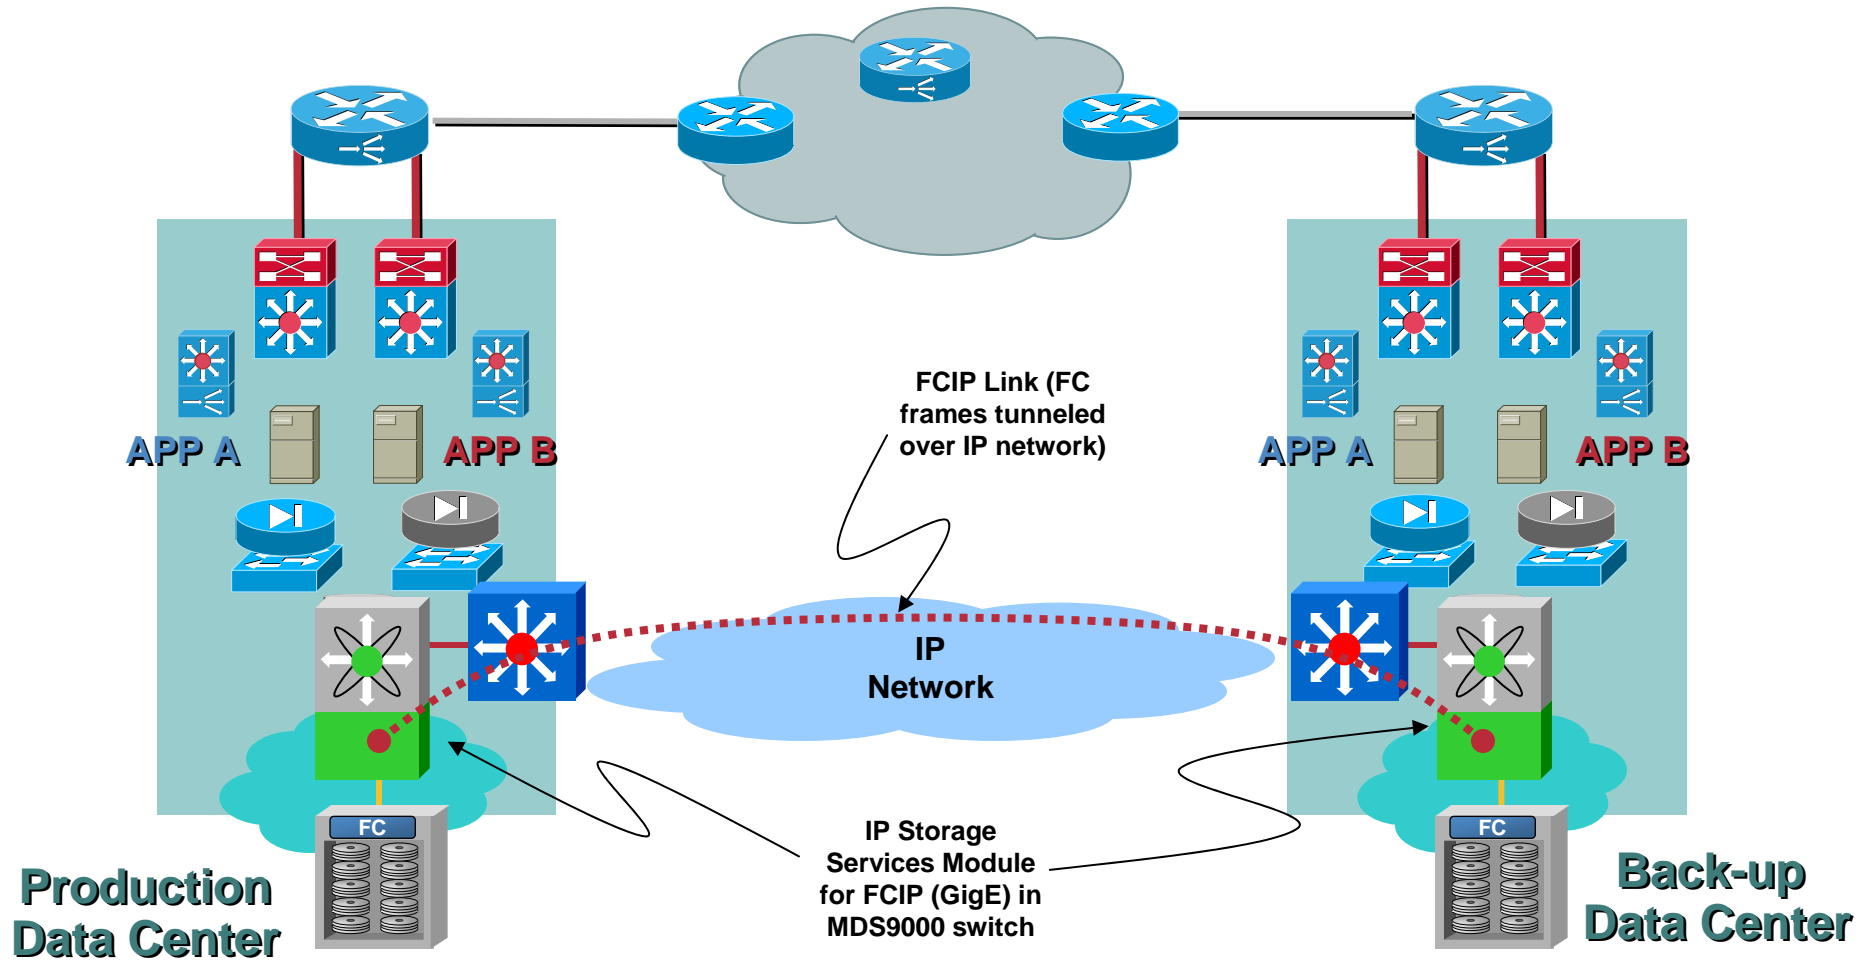 FCIP Link (FC
frames tunneled
over IP network)
APP A
APP B
APP A
APP B
IP
Network
IP Storage
Services Module
for FCIP (GigE) in
MDS9000 switch
FC
FC
Production
Data Center
Back-up
Data Center